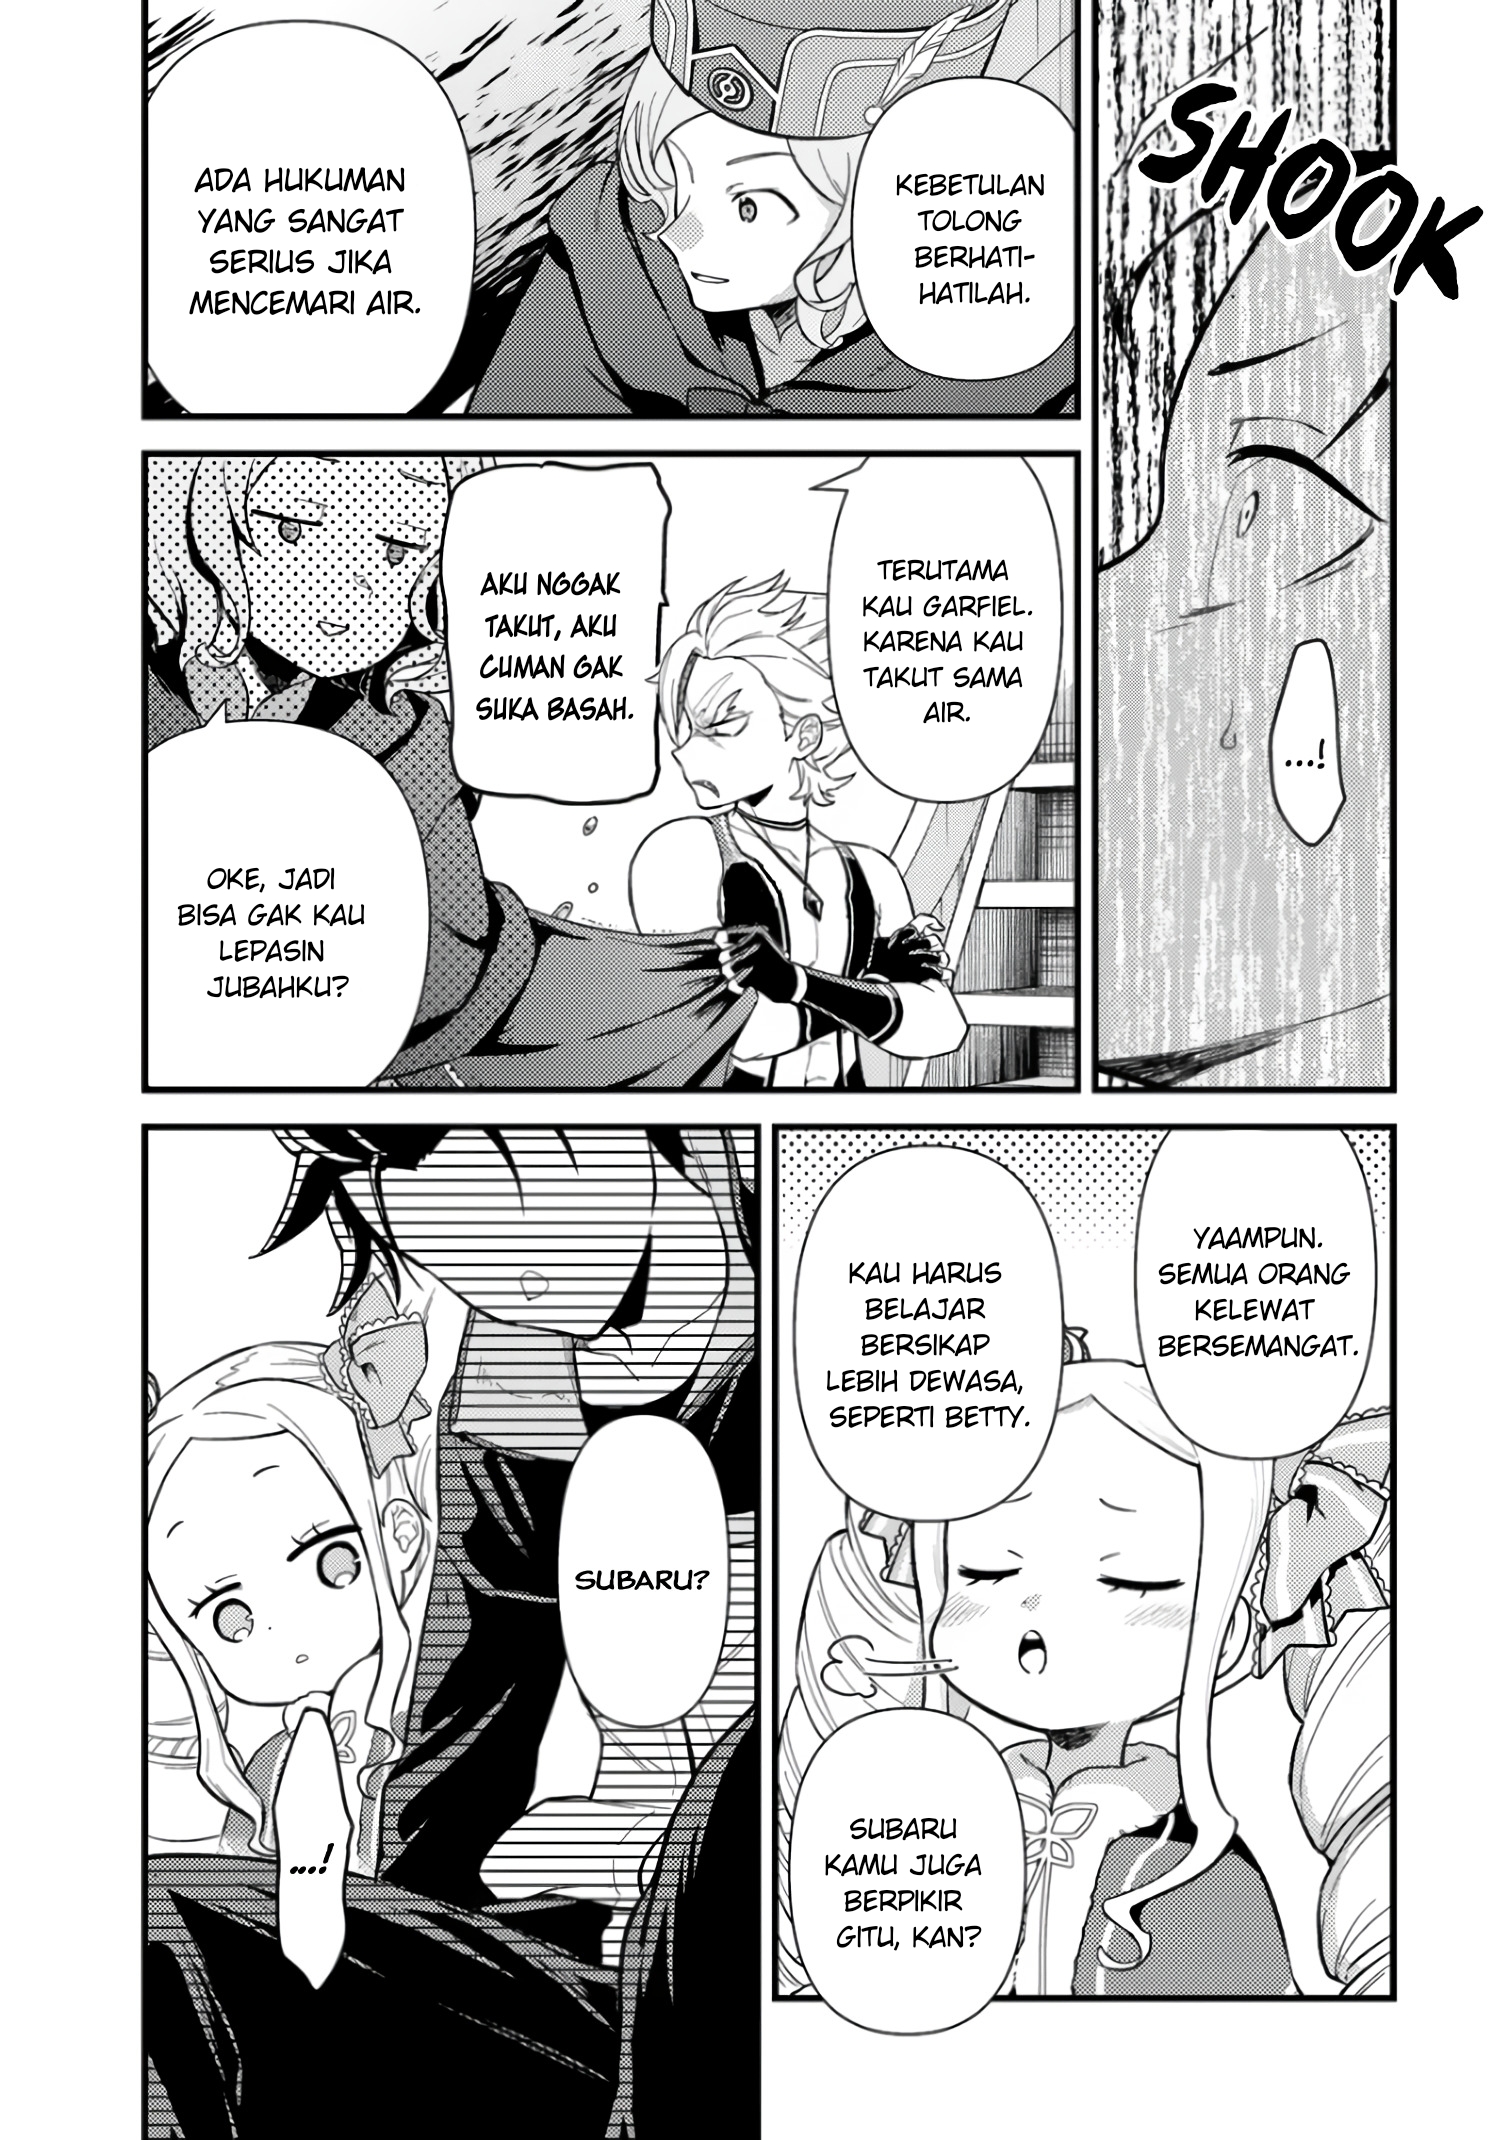 SHOOK
...!
KEBETULAN
TOLONG
BERHATI-
HATILAH.
ADA HUKUMAN
YANG SANGAT
SERIUS JIKA
MENCEMARI AIR.
TERUTAMA
KAU GARFIEL.
KARENA KAU
TAKUT SAMA
AIR.
AKU NGGAK
TAKUT, AKU
CUMAN GAK
SUKA BASAH.
OKE, JADI
BISA GAK KAU
LEPASIN
JUBAHKU?
YAAMPUN.
SEMUA ORANG
KELEWAT
BERSEMANGAT.
KAU HARUS
BELAJAR
BERSIKAP
LEBIH DEWASA,
SEPERTI BETTY.
SUBARU
KAMU JUGA
BERPIKIR
GITU, KAN?
SUBARU?
...!